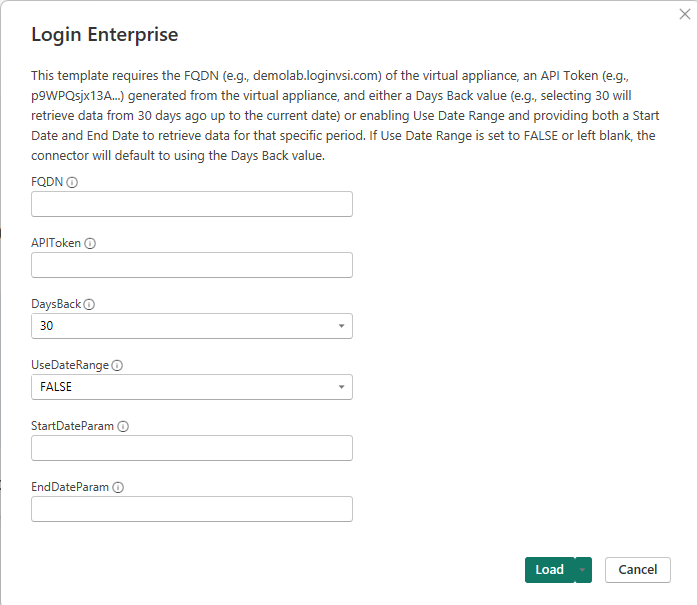 Login Enterprise
This template requires the FQDN (e.g., demolab.loginvsi.com) of the virtual appliance, an API Token (e.g.,
p9WPQsjx13A...) generated from the virtual appliance, and either a Days Back value (e.g., selecting 30 will
retrieve data from 30 days ago up to the current date) or enabling Use Date Range and providing both a Start
Date and End Date to retrieve data for that specific period. If Use Date Range is set to FALSE or left blank, the
connector will default to using the Days Back value.
FQDN
APIToken
DaysBack
30
UseDateRange
FALSE
StartDateParam
EndDateParam
Load
Cancel